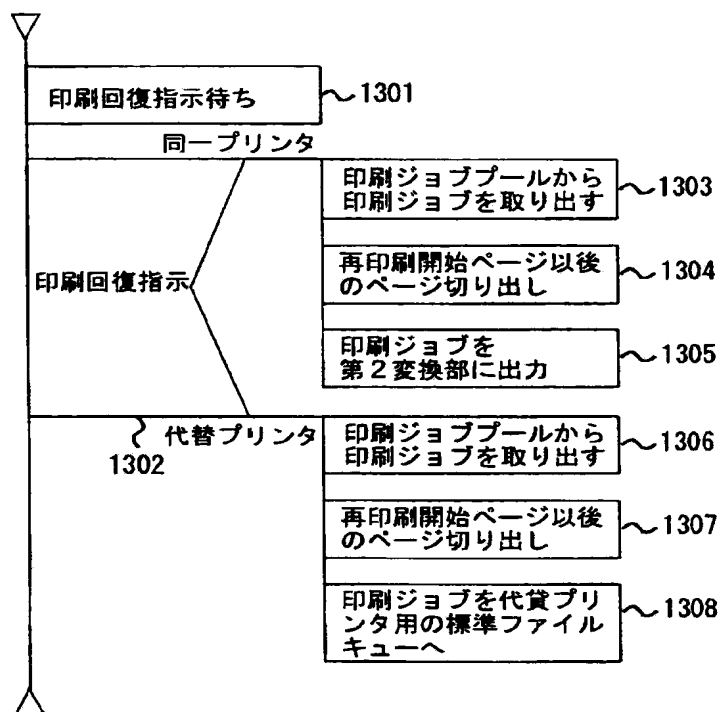 印刷回復指示待ち
1301
同一プリンタ
印刷ジョブプールから
印刷ジョブを取り出す
1303
再印刷開始ページ以後
のページ切り出し
1304
印刷回復指示
印刷ジョブを
第2変換部に出力
1305
代替プリンタ
1302
印刷ジョブプールから
印刷ジョブを取り出す
1306
再印刷開始ページ以後
のページ切り出し
1307
印刷ジョブを代貸プリ
ンタ用の標準ファイル
キューへ
1308